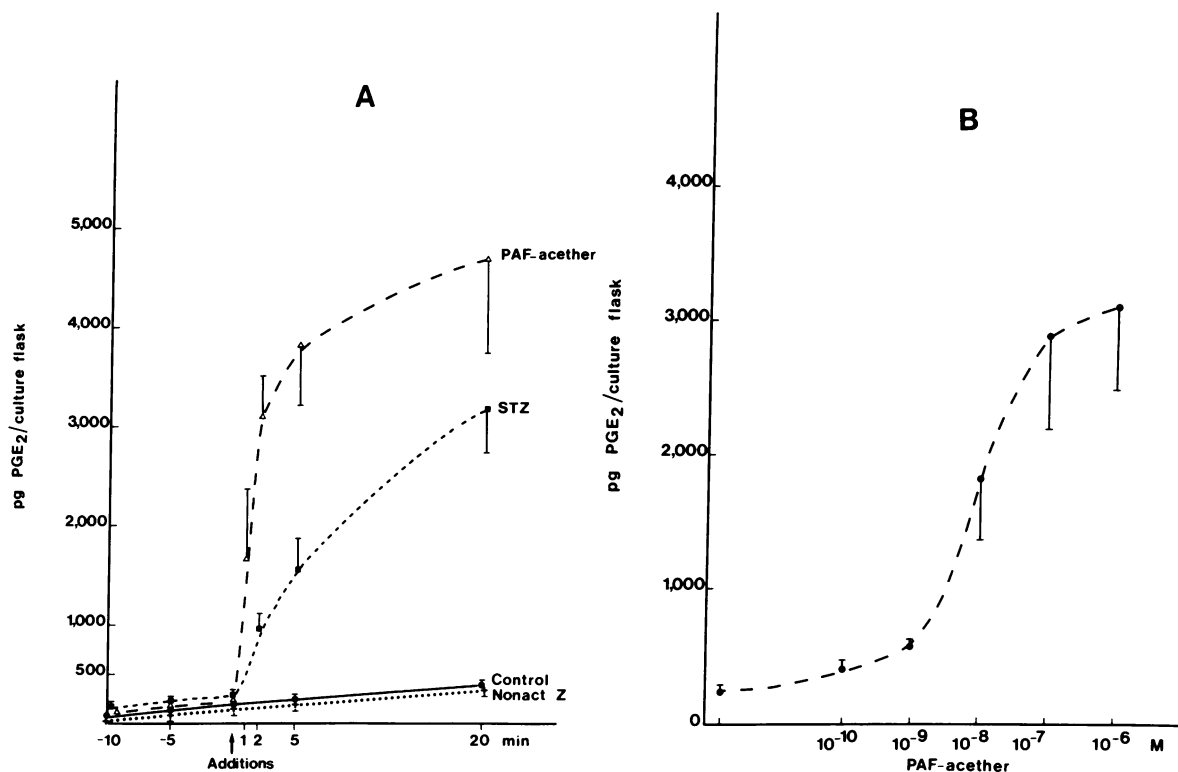 A
pg PGE2/culture flask
5,000
4,000
3,000
2,000
1,000
500
PAF-acether
STZ
Control
Nonact Z
-10 -5 1 2 5 20 min
Additions
B
pg PGE2/culture flask
4,000
3,000
2,000
1,000
0
10-10 10-9 10-8 10-7 10-6 M
PAF-acether